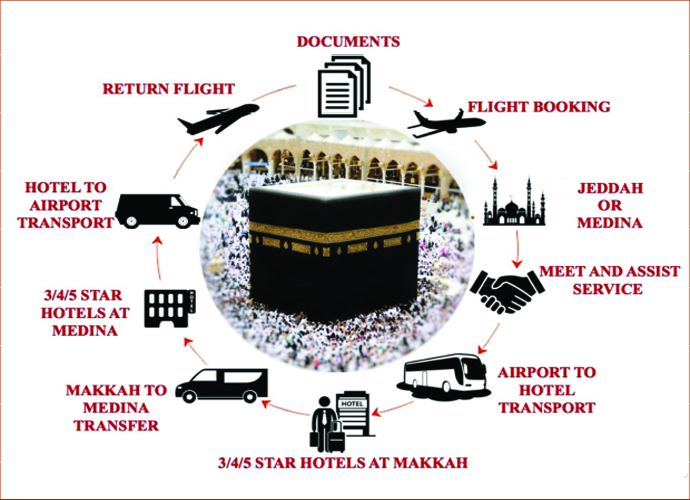 DOCUMENTS
FLIGHT BOOKING
JEDDAH
OR
MEDINA
MEET AND ASSIST
SERVICE
AIRPORT TO
HOTEL
TRANSPORT
HOTEL
3/4/5 STAR HOTELS AT MAKKAH
MAKKAH TO
MEDINA
TRANSFER
3/4/5 STAR
HOTELS AT
MEDINA
HOTEL
HOTEL TO
AIRPORT
TRANSPORT
RETURN FLIGHT